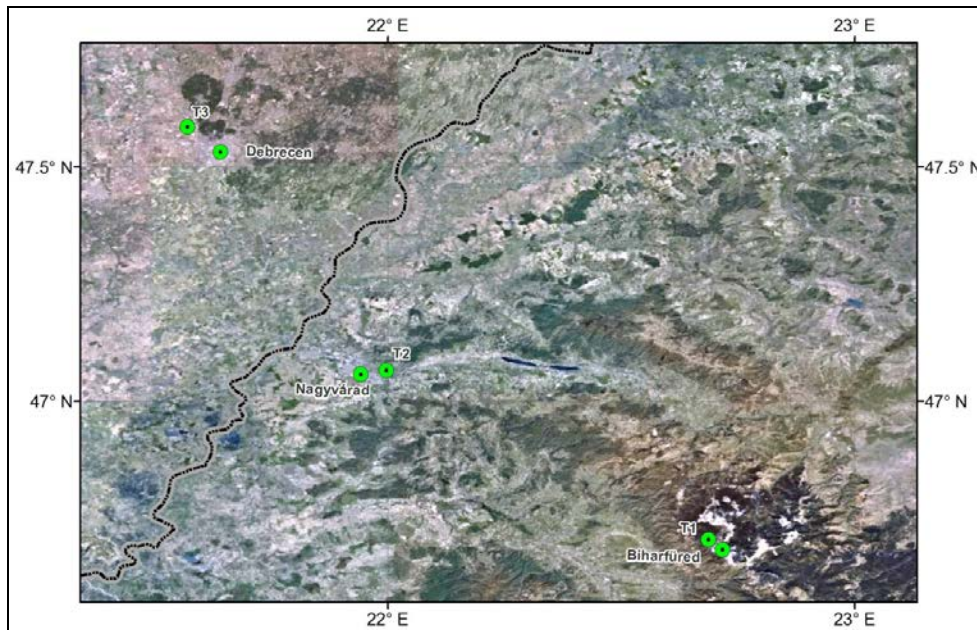 22° E 23° E
T3
Debrecen
47.5° N 47.5° N
T2
Nagyvárad
47° N 47° N
T1
Biharfüred
22° E 23° E